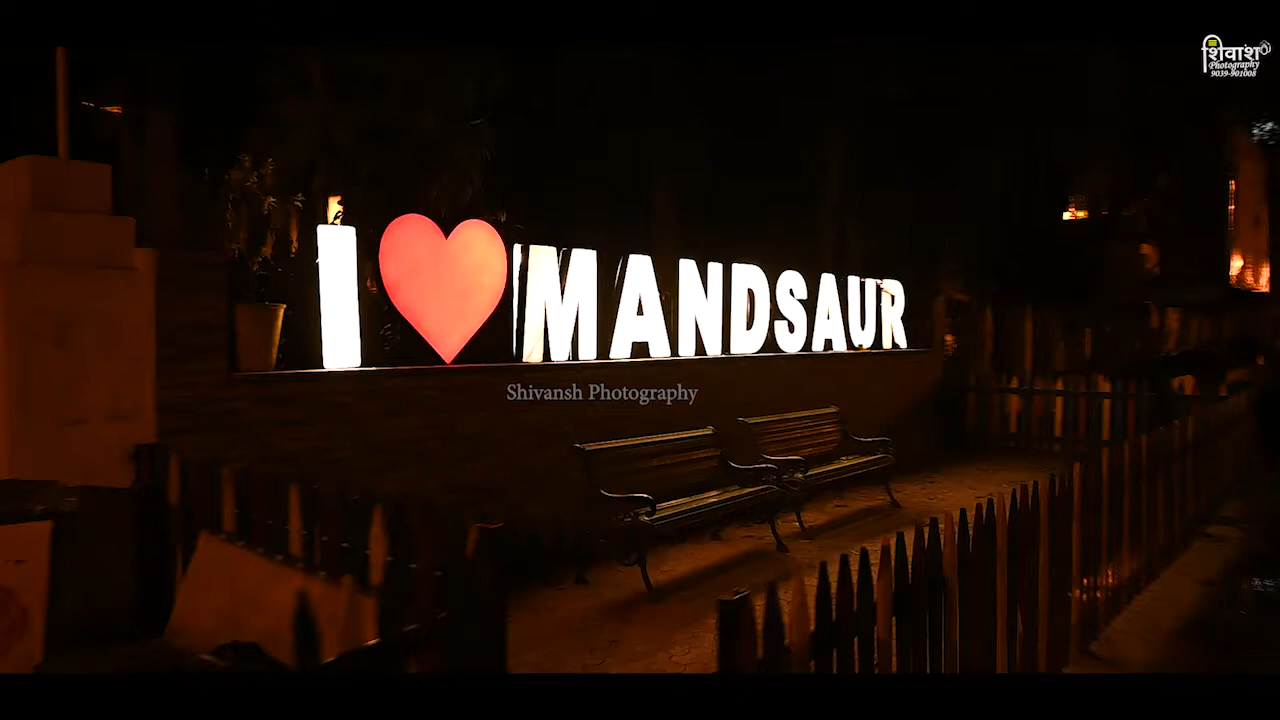 शिवांश
Photography
9039-901008
I ❤ MANDSAUR
Shivansh Photography